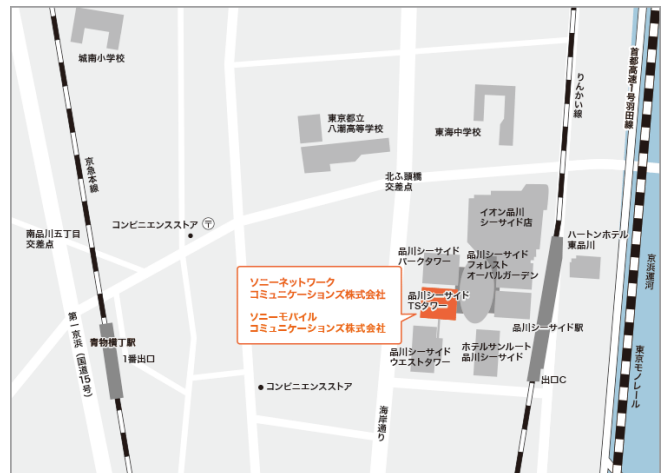 城南小学校
京急本線
東京都立
八潮高等学校
東海中学校
りんかい線
首都高速1号羽田線
北ふ頭橋
交差点
コンビニエンスストア 〒
南品川五丁目
交差点
イオン品川
シーサイド店
ハートンホテル
東品川
品川シーサイド
パークタワー
品川シーサイド
フォレスト
オーバルガーデン
京浜運河
ソニーネットワーク
コミュニケーションズ株式会社
ソニーモバイル
コミュニケーションズ株式会社
品川シーサイド
TSタワー
品川シーサイド駅
第一京浜(国道15号)
青物横丁駅
1番出口
品川シーサイド
ウエストタワー
ホテルサンルート
品川シーサイド
東京モノレール
出口C
コンビニエンスストア
海岸通り